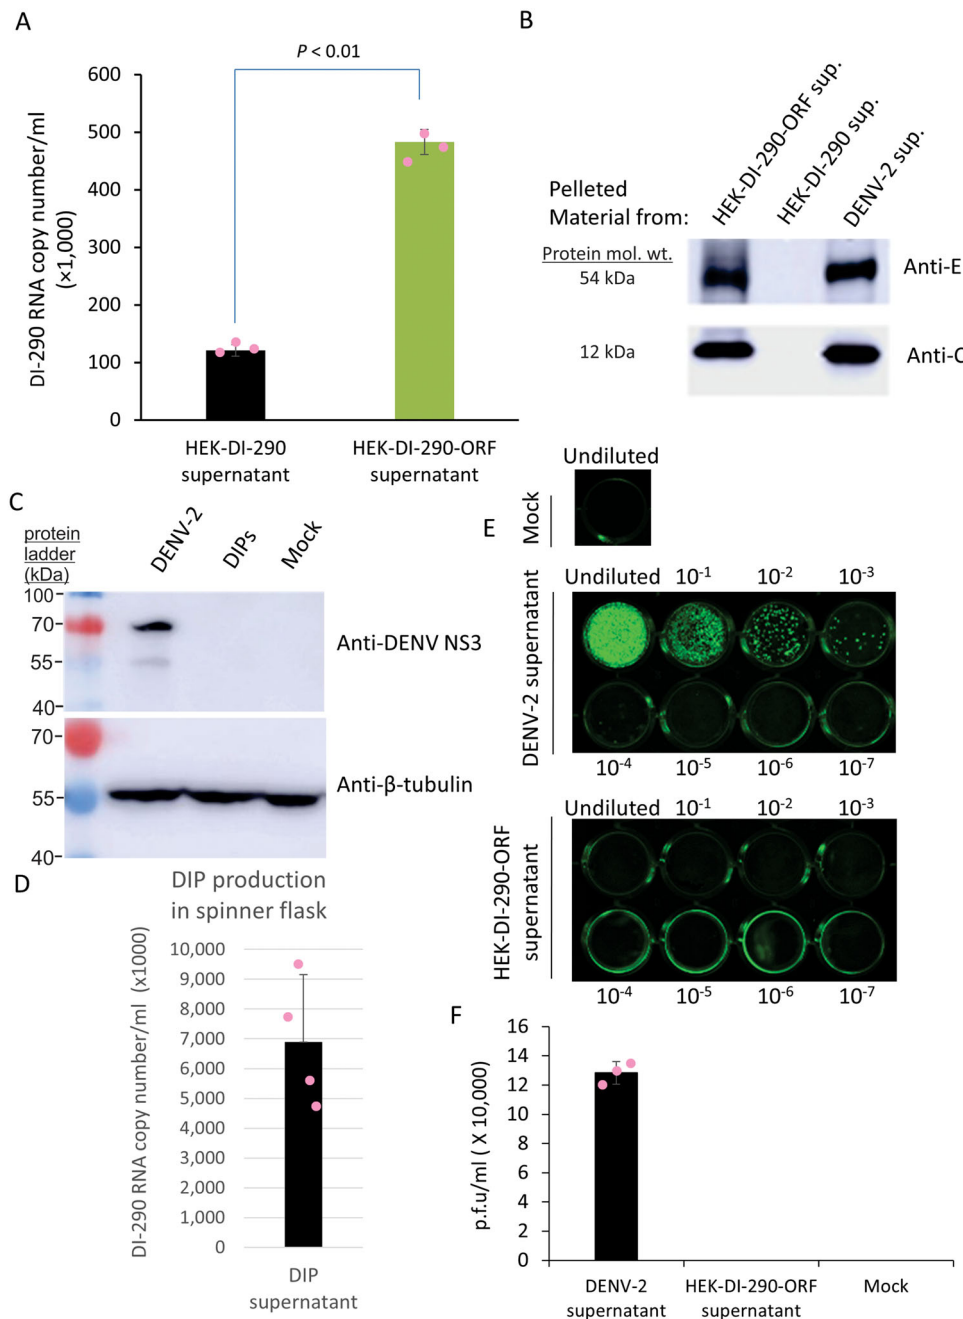 A
P < 0.01
DI-290 RNA copy number/ml
(×1,000)
600
500
400
300
200
100
0
HEK-DI-290
supernatant
HEK-DI-290-ORF
supernatant
B
HEK-DI-290-ORF sup.
HEK-DI-290 sup.
DENV-2 sup.
Pelleted
Material from:
Protein mol. wt.
54 kDa
Anti-E
12 kDa
Anti-C
C
protein
ladder
(kDa)
DENV-2
DIPs
Mock
100
70
55
40
Anti-DENV NS3
70
55
40
Anti-β-tubulin
D
DIP production
in spinner flask
DI-290 RNA copy number/ml (x1000)
10,000
9,000
8,000
7,000
6,000
5,000
4,000
3,000
2,000
1,000
0
DIP
supernatant
E
Undiluted
Mock
Undiluted 10-1 10-2 10-3
DENV-2 supernatant
10-4 10-5 10-6 10-7
Undiluted 10-1 10-2 10-3
HEK-DI-290-ORF
supernatant
10-4 10-5 10-6 10-7
F
p.f.u/ml ( X 10,000)
16
14
12
10
8
6
4
2
0
DENV-2
supernatant
HEK-DI-290-ORF
supernatant
Mock